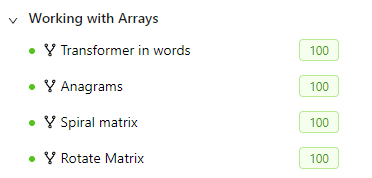 Working with Arrays
Transformer in words 100
Anagrams 100
Spiral matrix 100
Rotate Matrix 100